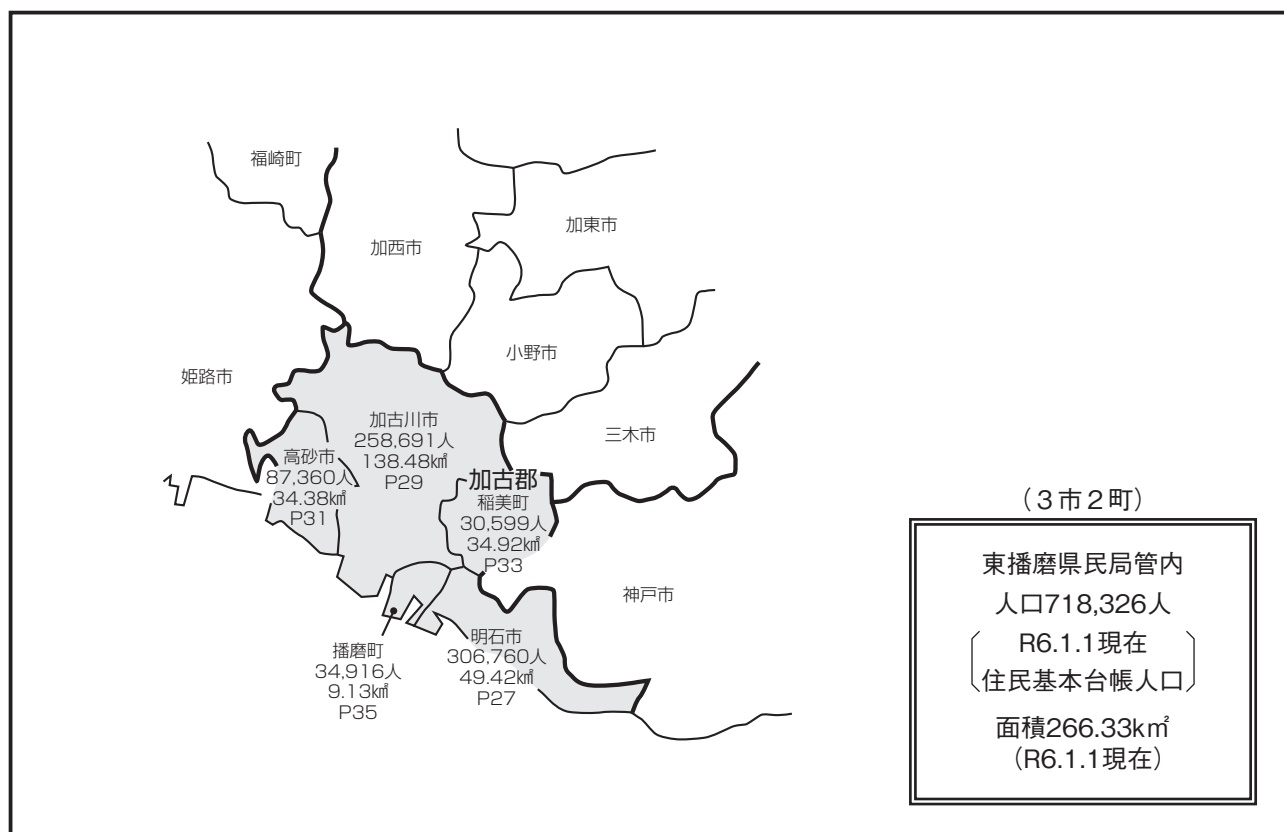 福崎町
加西市
加東市
小野市
姫路市
三木市
加古川市
258,691人
138.48㎢
P29
高砂市
87,360人
34.38㎢
P31
加古郡
稲美町
30,599人
34.92㎢
P33
神戸市
播磨町
34,916人
9.13㎢
P35
明石市
306,760人
49.42㎢
P27
（3市2町）
東播磨県民局管内
人口718,326人
R6.1.1現在
住民基本台帳人口
面積266.33k㎡
（R6.1.1現在）